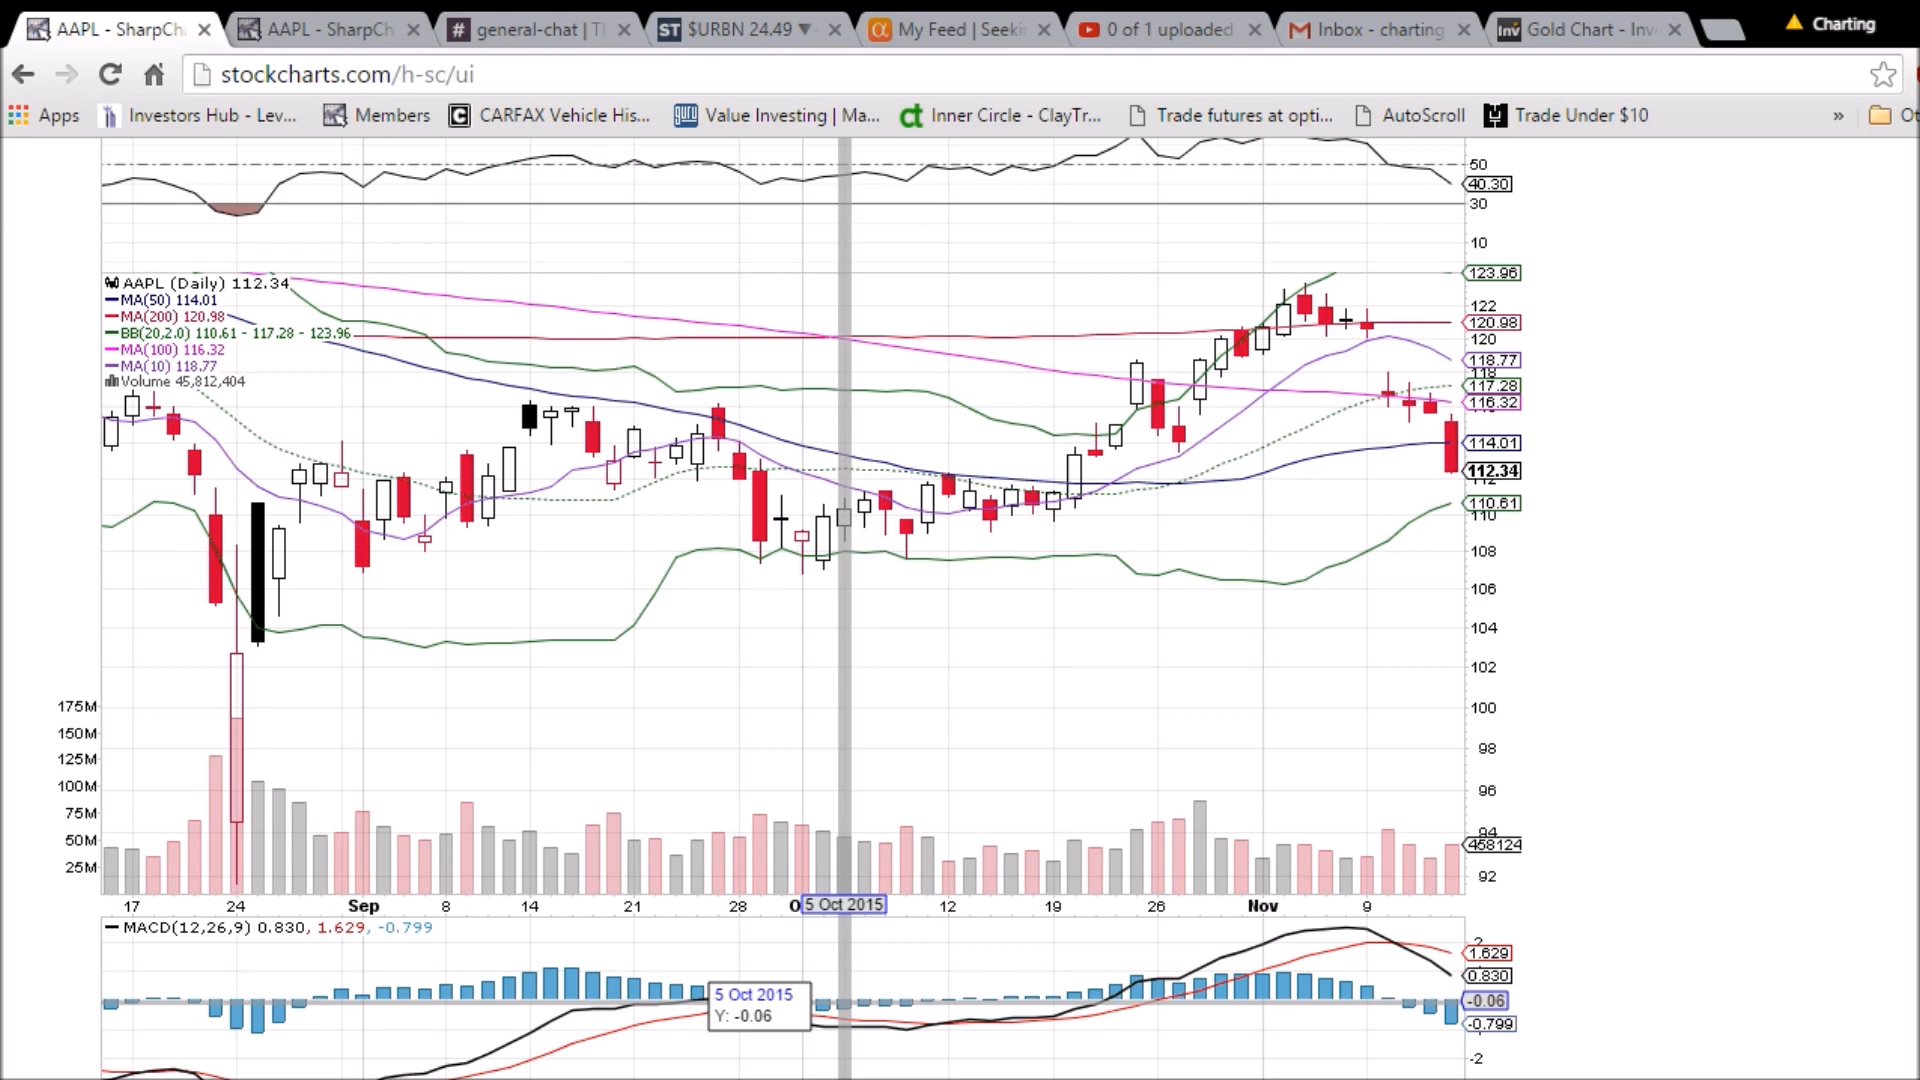 AAPL - SharpCh
AAPL - SharpCh
# general-chat | Tl
ST $URBN 24.49 ▼
α My Feed | Seeki
0 of 1 uploaded
Inbox - charting
Inv Gold Chart - Inv
Charting
stockcharts.com/h-sc/ui
Apps
Investors Hub - Lev...
Members
CARFAX Vehicle His...
Value Investing | Ma...
Inner Circle - ClayTr...
Trade futures at opti...
AutoScroll
Trade Under $10
»
Ot
50
40.30
30
10
AAPL (Daily) 112.34
MA(50) 114.01
MA(200) 120.98
BB(20,2.0) 110.61 - 117.28 - 123.96
MA(100) 116.32
MA(10) 118.77
Volume 45,812,404
123.96
122
120.98
120
118.77
118
117.28
116.32
114.01
112.34
112
110.61
110
108
106
104
102
100
98
96
94
458124
92
175M
150M
125M
100M
75M
50M
25M
17 24 Sep 8 14 21 28 O 5 Oct 2015 12 19 26 Nov 9
MACD(12,26,9) 0.830, 1.629, -0.799
2
1.629
0.830
-0.06
-0.799
-2
5 Oct 2015
Y: -0.06